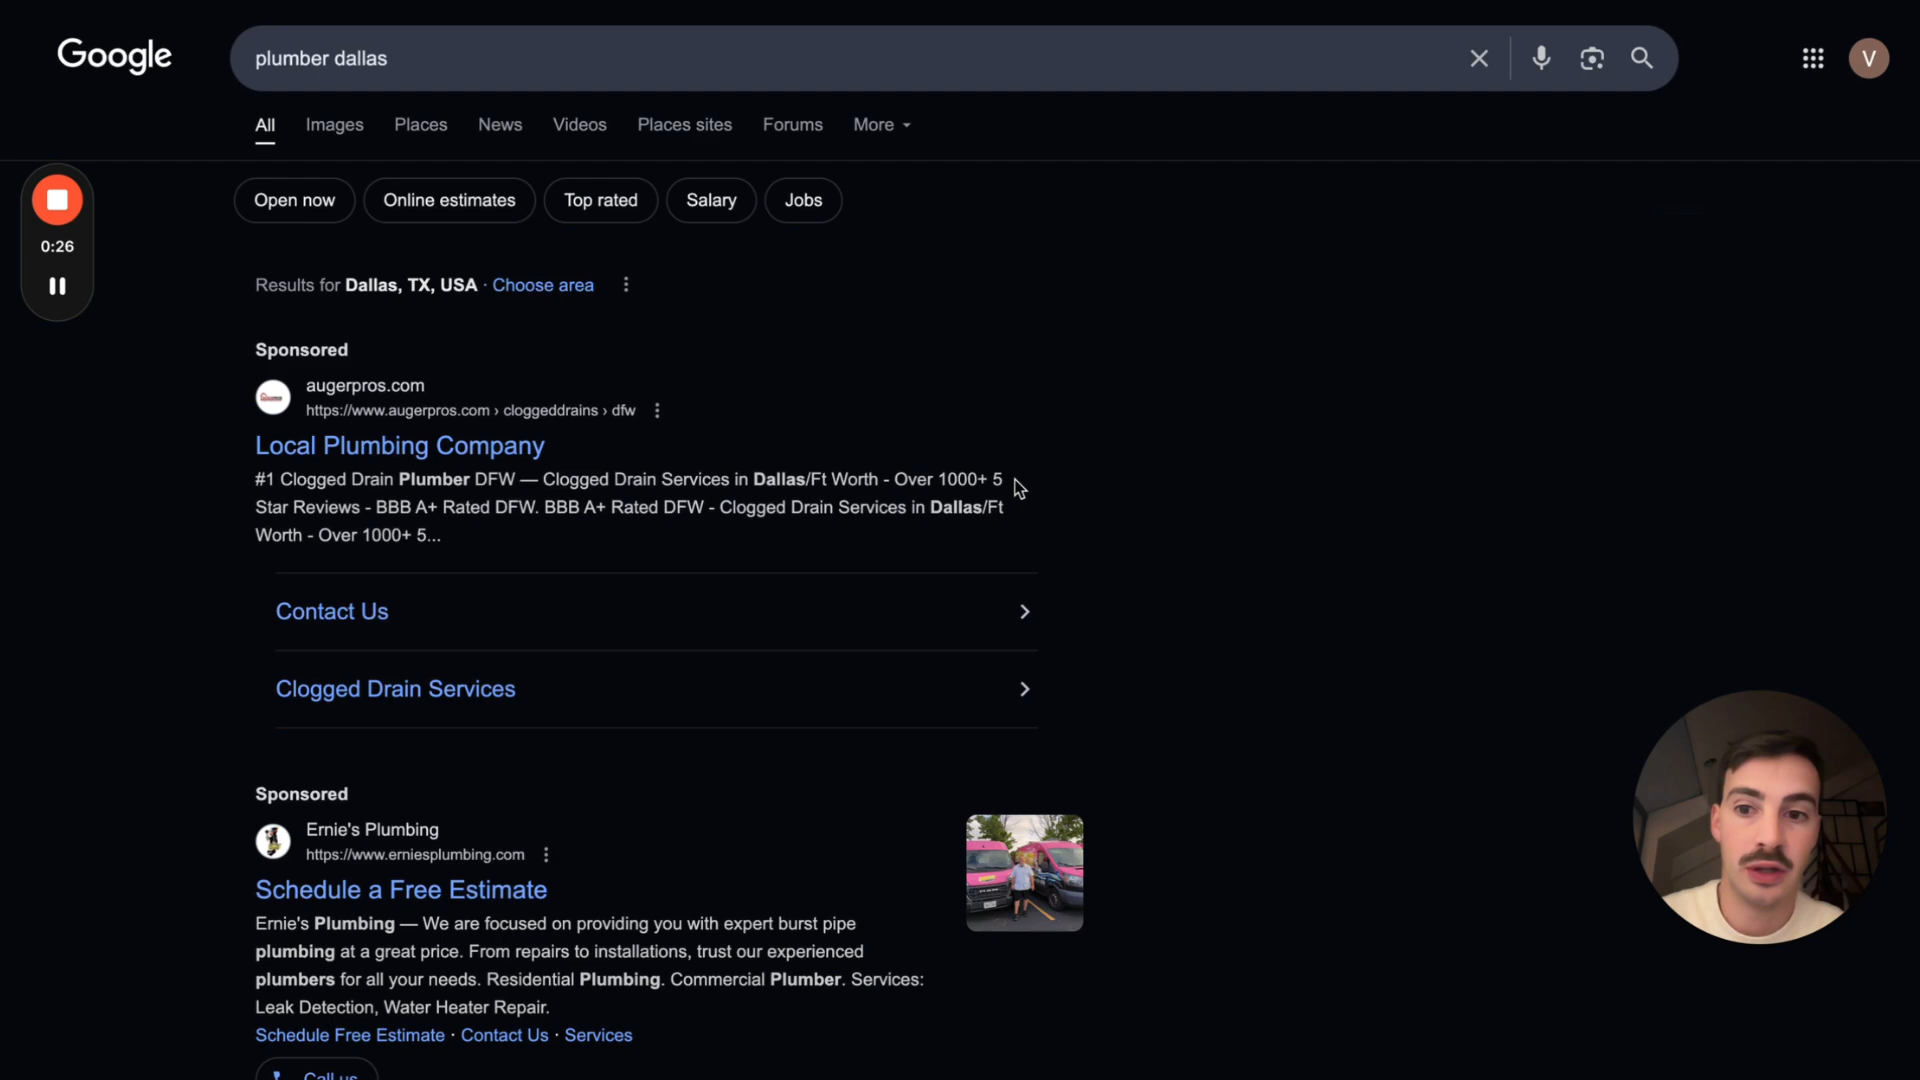 Google
plumber dallas
V
All Images Places News Videos Places sites Forums More
0:26
Open now Online estimates Top rated Salary Jobs
Results for Dallas, TX, USA · Choose area
Sponsored
augerpros.com
https://www.augerpros.com › cloggeddrains › dfw
Local Plumbing Company
#1 Clogged Drain Plumber DFW — Clogged Drain Services in Dallas/Ft Worth - Over 1000+ 5
Star Reviews - BBB A+ Rated DFW. BBB A+ Rated DFW - Clogged Drain Services in Dallas/Ft
Worth - Over 1000+ 5...
Contact Us
Clogged Drain Services
Sponsored
Ernie's Plumbing
https://www.erniesplumbing.com
Schedule a Free Estimate
Ernie's Plumbing — We are focused on providing you with expert burst pipe
plumbing at a great price. From repairs to installations, trust our experienced
plumbers for all your needs. Residential Plumbing. Commercial Plumber. Services:
Leak Detection, Water Heater Repair.
Schedule Free Estimate · Contact Us · Services
Call us